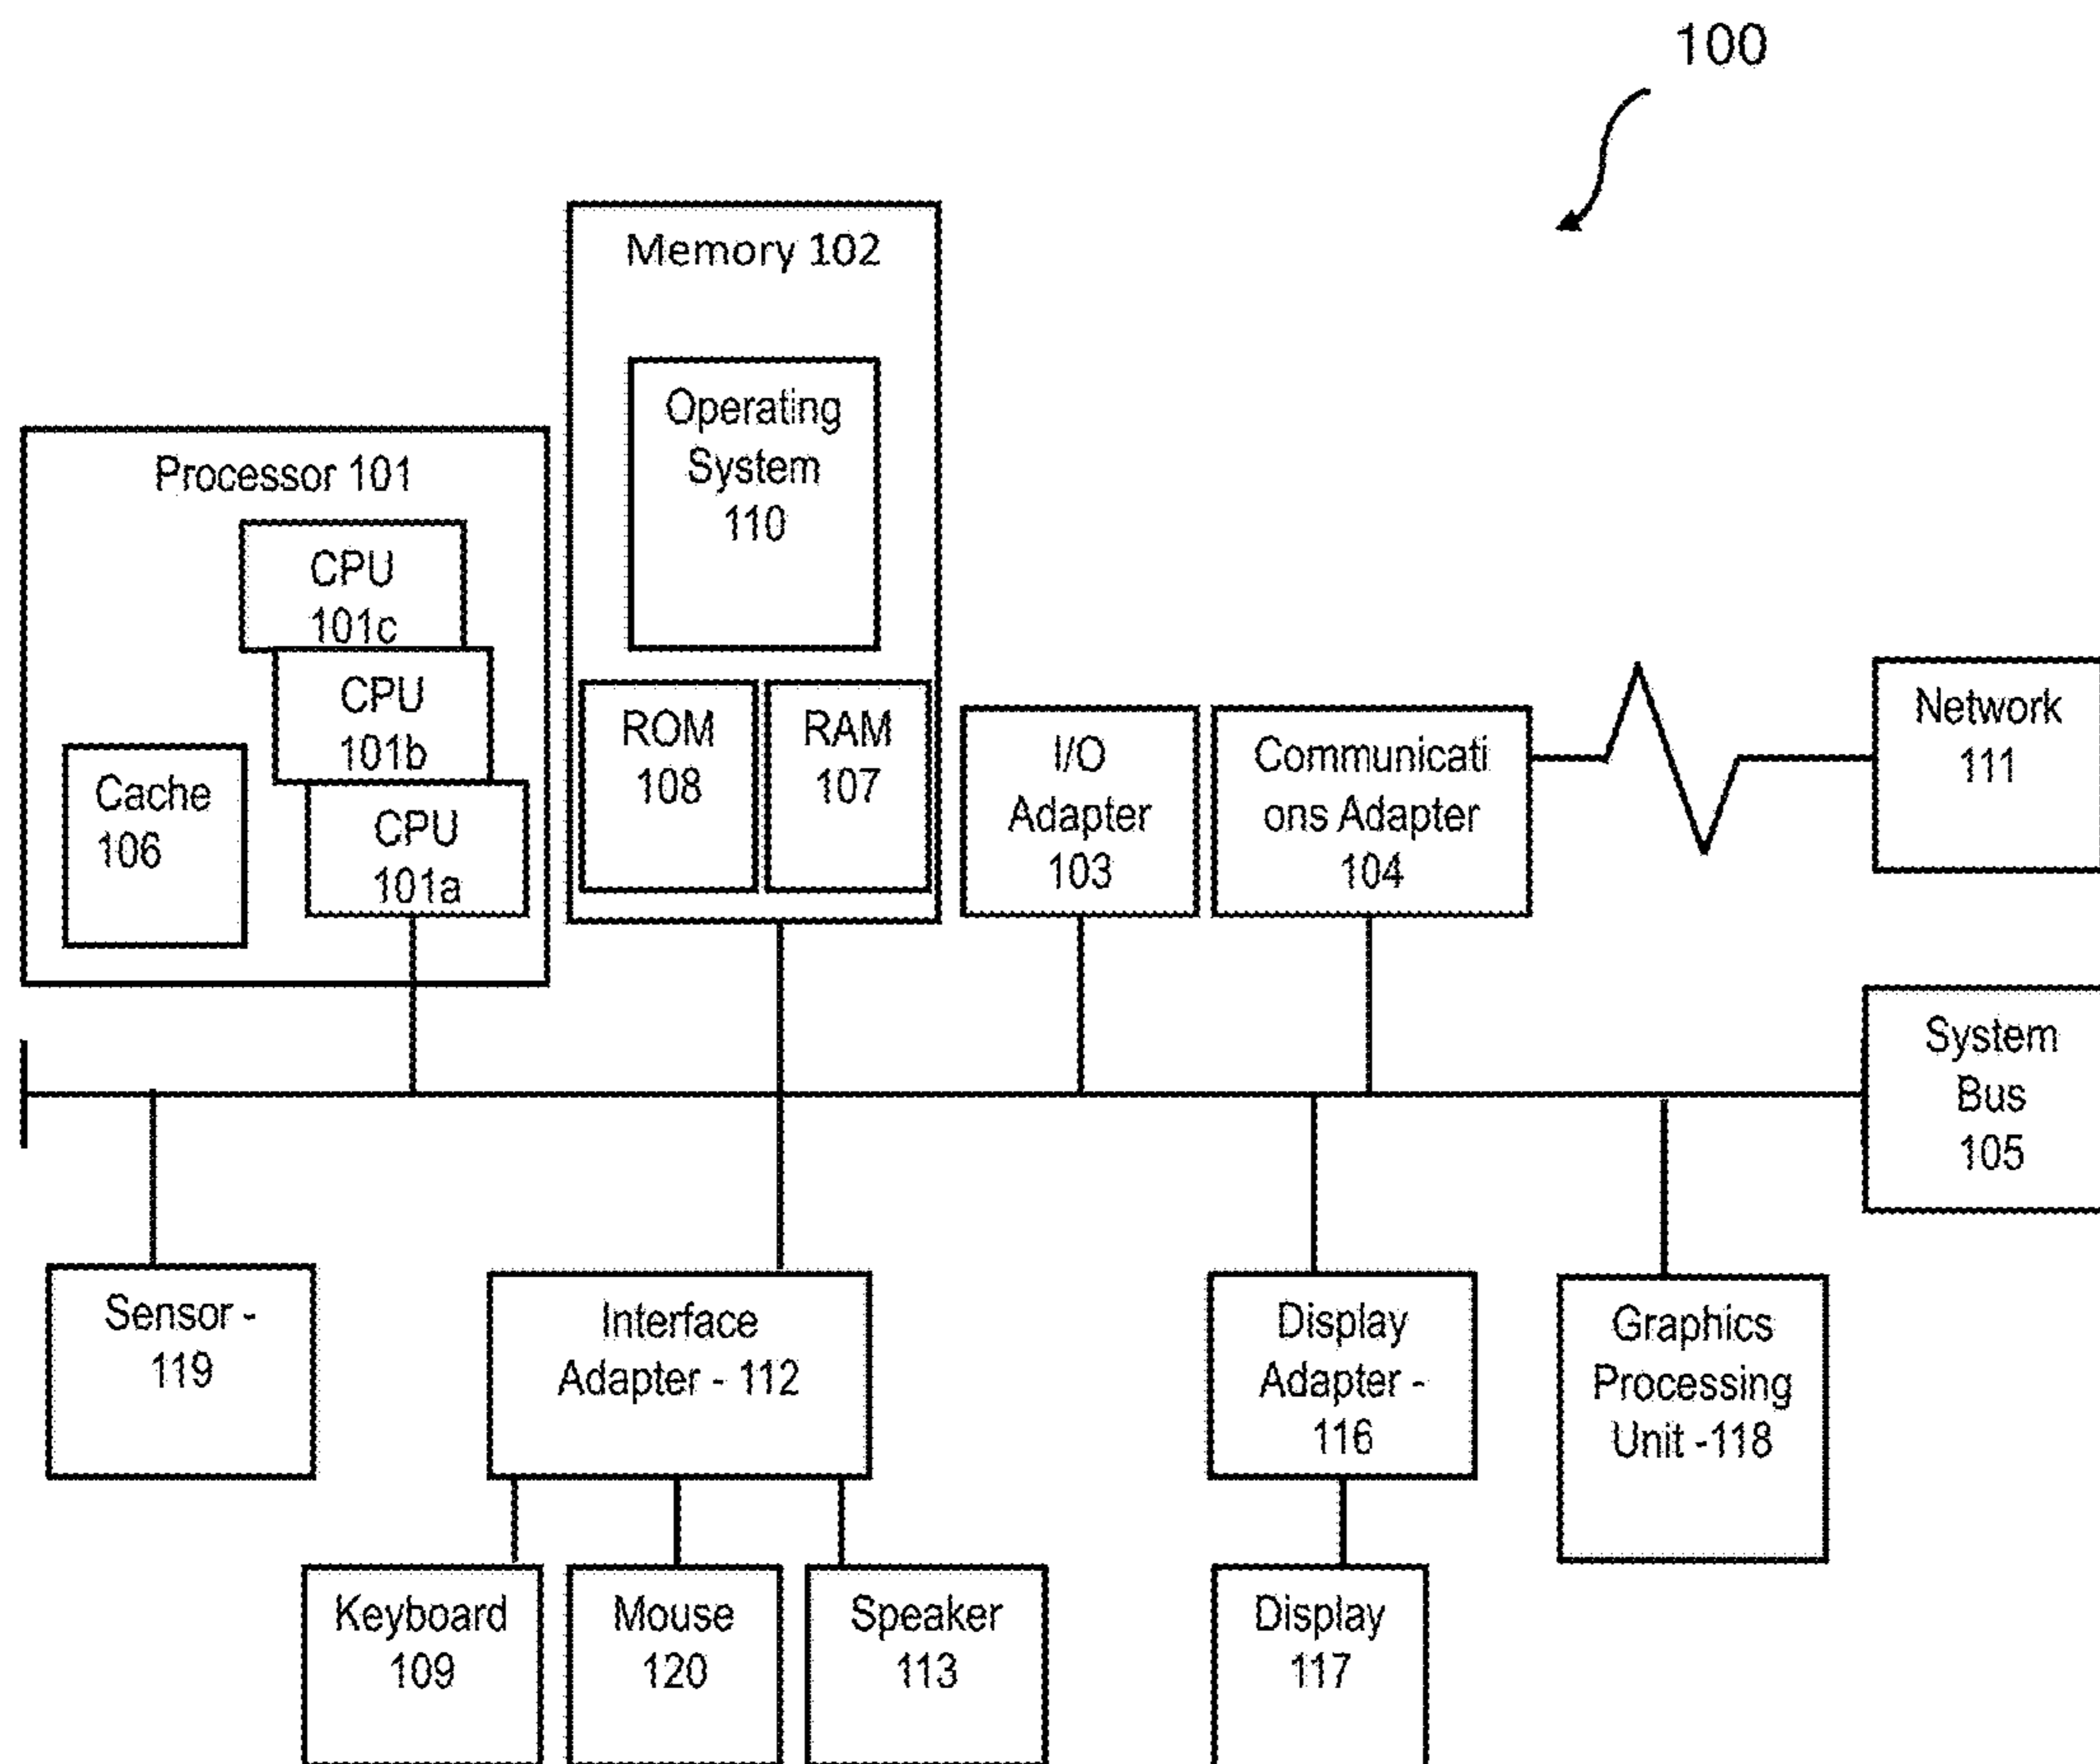 100
Memory 102
Operating
System
110
Processor 101
CPU
101c
CPU
101b
CPU
101a
Cache
106
ROM
108
RAM
107
I/O
Adapter
103
Communicati
ons Adapter
104
Network
111
System
Bus
105
Sensor -
119
Interface
Adapter - 112
Display
Adapter -
116
Graphics
Processing
Unit -118
Keyboard
109
Mouse
120
Speaker
113
Display
117